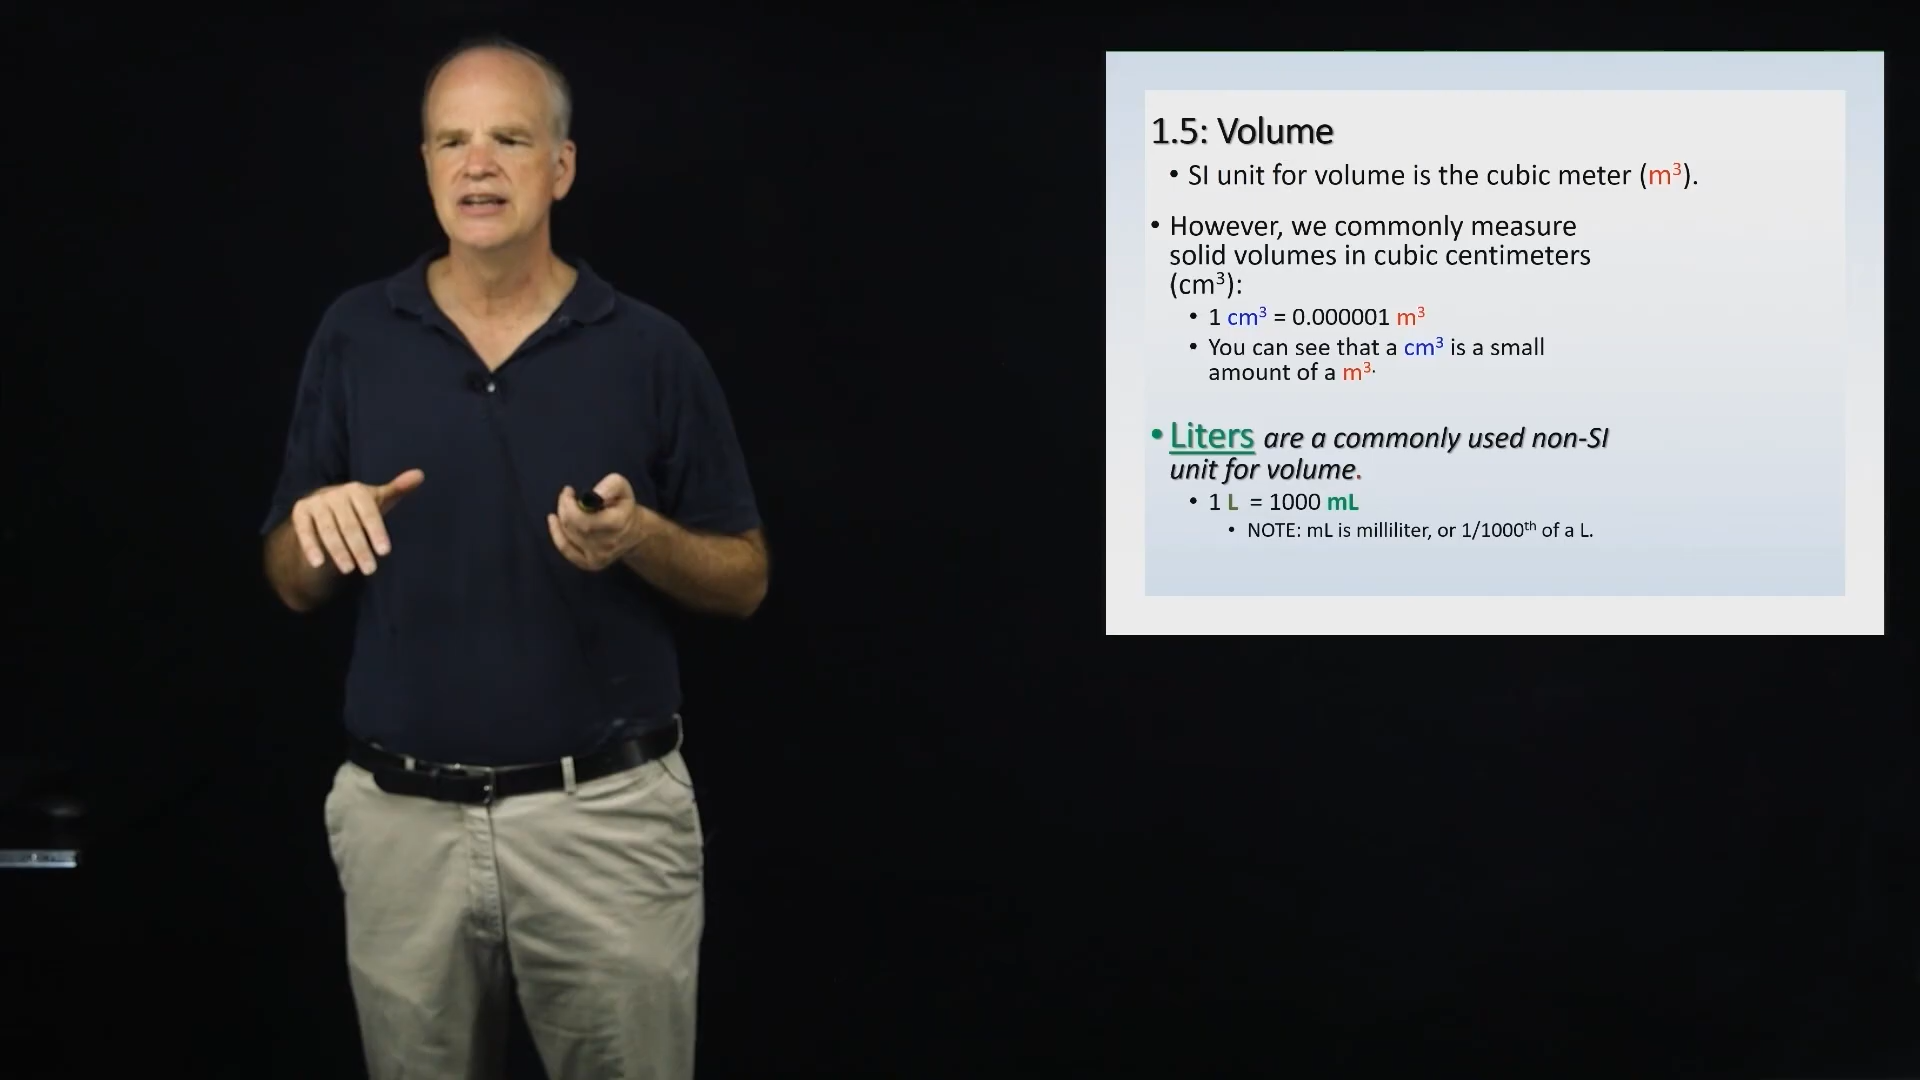 1.5: Volume
• SI unit for volume is the cubic meter (m³).
• However, we commonly measure
solid volumes in cubic centimeters
(cm³):
• 1 cm³ = 0.000001 m³
• You can see that a cm³ is a small
amount of a m³.
• Liters are a commonly used non-SI
unit for volume.
• 1 L = 1000 mL
• NOTE: mL is milliliter, or 1/1000ᵗʰ of a L.